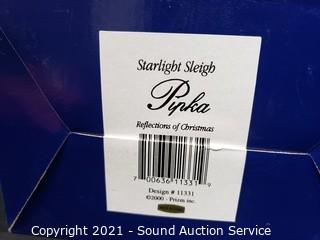 Starlight Sleigh
Pipka
Reflections of Christmas
7 00636 11331 9
Design # 11331
©2000 - Prizm inc.
Copyright 2021 - Sound Auction Service